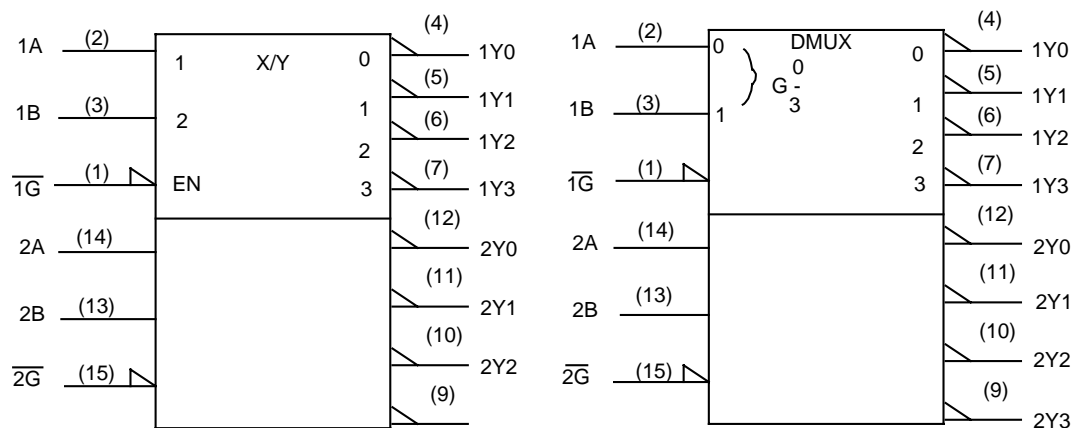 1A (2) 1 X/Y 0 (4) 1Y0
(5) 1Y1
1B (3) 2 1 (6) 1Y2
2
1G (1) EN 3 (7) 1Y3
2A (14) (12) 2Y0
2B (13) (11) 2Y1
(10) 2Y2
2G (15) (9)
1A (2) 0 DMUX 0 (4) 1Y0
0
G -
3
(5) 1Y1
1B (3) 1 1 (6) 1Y2
2
1G (1) 3 (7) 1Y3
2A (14) (12) 2Y0
2B (13) (11) 2Y1
(10) 2Y2
2G (15) (9) 2Y3